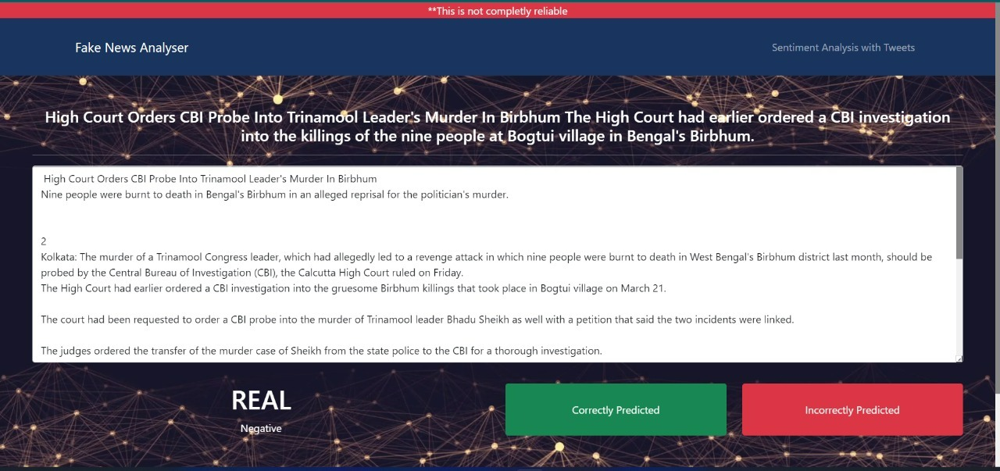 **This is not completly reliable
Fake News Analyser
Sentiment Analysis with Tweets
High Court Orders CBI Probe Into Trinamool Leader's Murder In Birbhum The High Court had earlier ordered a CBI investigation
into the killings of the nine people at Bogtui village in Bengal's Birbhum.
High Court Orders CBI Probe Into Trinamool Leader's Murder In Birbhum
Nine people were burnt to death in Bengal's Birbhum in an alleged reprisal for the politician's murder.
2
Kolkata: The murder of a Trinamool Congress leader, which had allegedly led to a revenge attack in which nine people were burnt to death in West Bengal's Birbhum district last month, should be
probed by the Central Bureau of Investigation (CBI), the Calcutta High Court ruled on Friday.
The High Court had earlier ordered a CBI investigation into the gruesome Birbhum killings that took place in Bogtui village on March 21.
The court had been requested to order a CBI probe into the murder of Trinamool leader Bhadu Sheikh as well with a petition that said the two incidents were linked.
The judges ordered the transfer of the murder case of Sheikh from the state police to the CBI for a thorough investigation.
REAL
Negative
Correctly Predicted
Incorrectly Predicted